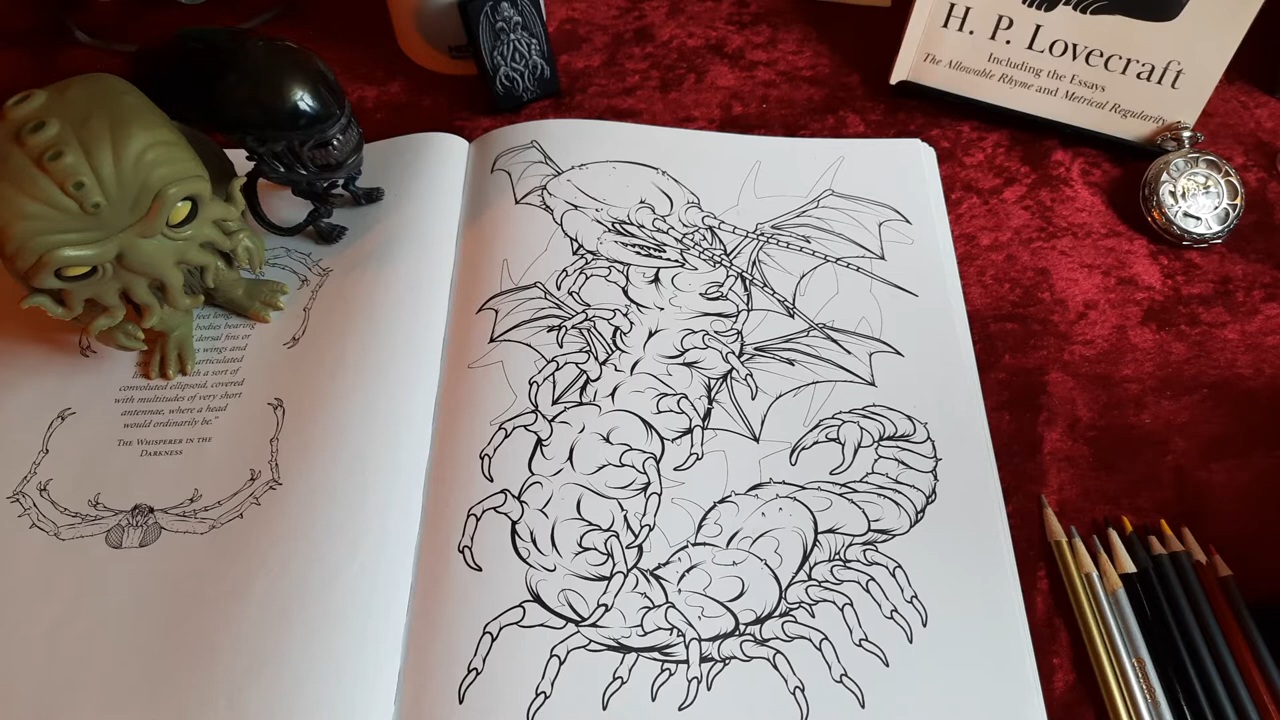 H. P. Lovecraft
Including the Essays
The Allowable Rhyme and Metrical Regularity
feet long,
bodies bearing
dorsal fins or
wings and
articulated
with a sort of
convoluted ellipsoid, covered
with multitudes of very short
antennae, where a head
would ordinarily be."
The Whisperer in the
Darkness